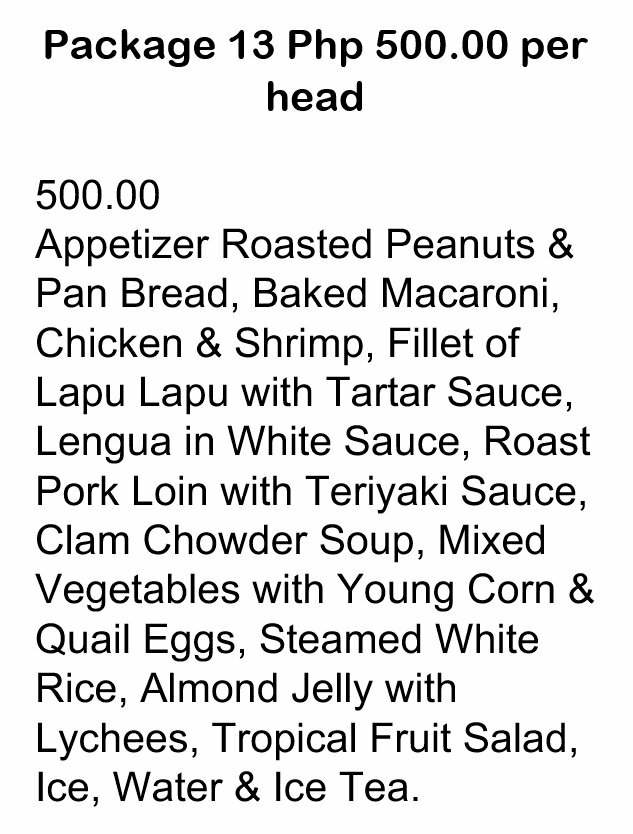 Package 13 Php 500.00 per
head
500.00
Appetizer Roasted Peanuts &
Pan Bread, Baked Macaroni,
Chicken & Shrimp, Fillet of
Lapu Lapu with Tartar Sauce,
Lengua in White Sauce, Roast
Pork Loin with Teriyaki Sauce,
Clam Chowder Soup, Mixed
Vegetables with Young Corn &
Quail Eggs, Steamed White
Rice, Almond Jelly with
Lychees, Tropical Fruit Salad,
Ice, Water & Ice Tea.